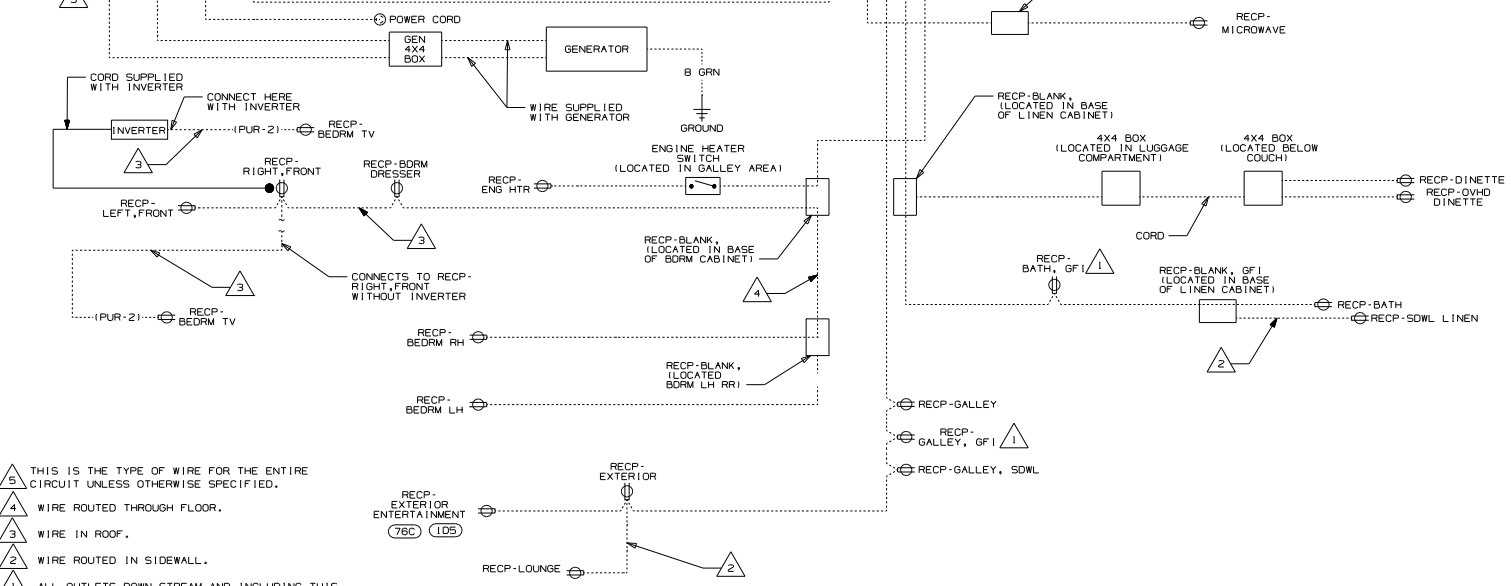 5
POWER CORD
GEN
4X4
BOX
GENERATOR
8 GRN
GROUND
WIRE SUPPLIED
WITH GENERATOR
RECP-
MICROWAVE
CORD SUPPLIED
WITH INVERTER
CONNECT HERE
WITH INVERTER
INVERTER
(PUR-2)
RECP-
BEDRM TV
3
RECP-
RIGHT,FRONT
RECP-BDRM
DRESSER
RECP-
LEFT,FRONT
3
3
CONNECTS TO RECP-
RIGHT,FRONT
WITHOUT INVERTER
(PUR-2)
RECP-
BEDRM TV
ENGINE HEATER
SWITCH
(LOCATED IN GALLEY AREA)
RECP-
ENG HTR
RECP-BLANK,
(LOCATED IN BASE
OF BDRM CABINET)
4
RECP-
BEDRM RH
RECP-BLANK,
(LOCATED
BDRM LH RR)
RECP-
BEDRM LH
RECP-BLANK,
(LOCATED IN BASE
OF LINEN CABINET)
4X4 BOX
(LOCATED IN LUGGAGE
COMPARTMENT)
4X4 BOX
(LOCATED BELOW
COUCH)
RECP-DINETTE
RECP-OVHD
DINETTE
CORD
RECP-
BATH, GFI
1
RECP-BLANK, GFI
(LOCATED IN BASE
OF LINEN CABINET)
RECP-BATH
RECP-SDWL LINEN
2
RECP-GALLEY
RECP-
GALLEY, GFI
1
RECP-GALLEY, SDWL
RECP-
EXTERIOR
RECP-
EXTERIOR
ENTERTAINMENT
76C 1D5
RECP-LOUNGE
2
5 THIS IS THE TYPE OF WIRE FOR THE ENTIRE
CIRCUIT UNLESS OTHERWISE SPECIFIED.
4 WIRE ROUTED THROUGH FLOOR.
3 WIRE IN ROOF.
2 WIRE ROUTED IN SIDEWALL.
1 ALL OUTLETS DOWN STREAM AND INCLUDING THIS